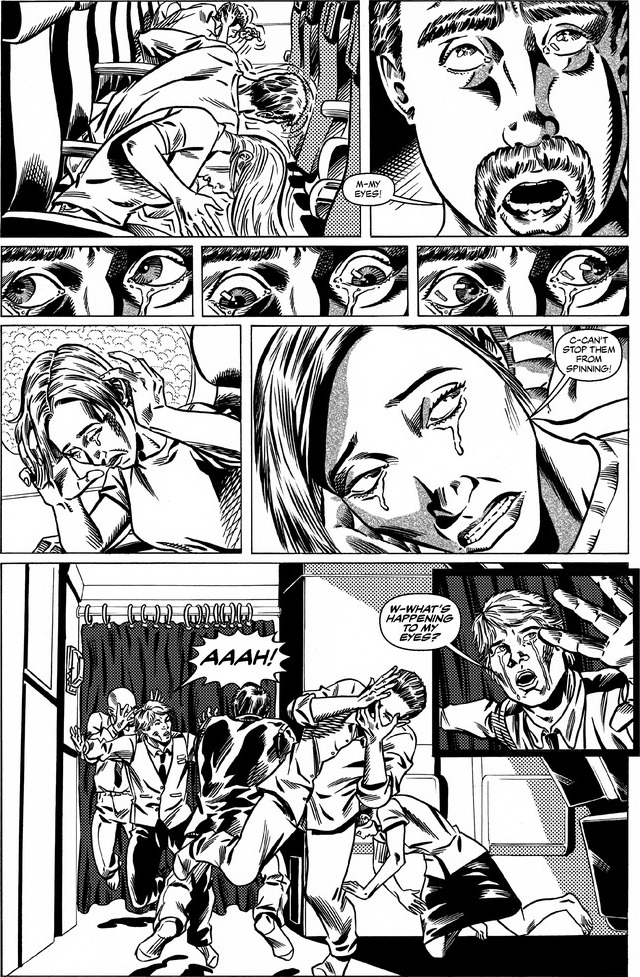 M-MY
EYES!
C-CAN'T
STOP THEM
FROM
SPINNING!
AAAH!
W-WHAT'S
HAPPENING
TO MY
EYES?